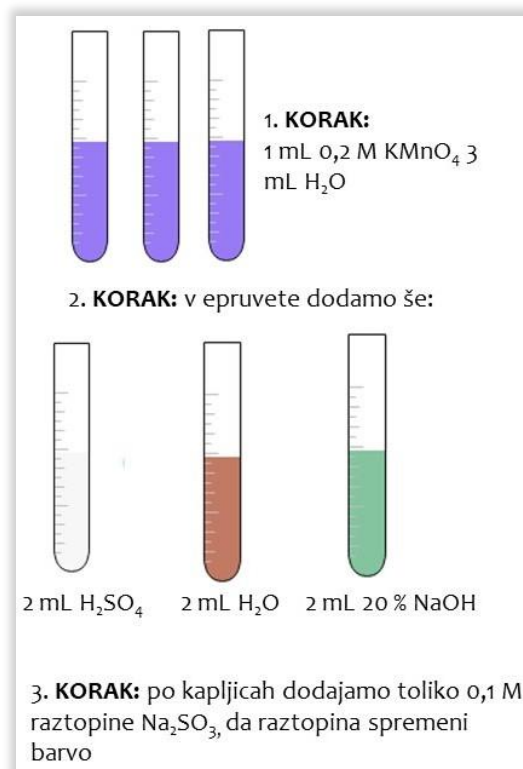 1. KORAK:
1 mL 0,2 M KMnO₄ 3
mL H₂O
2. KORAK: v epruvete dodamo še:
2 mL H₂SO₄ 2 mL H₂O 2 mL 20 % NaOH
3. KORAK: po kapljicah dodajamo toliko 0,1 M
raztopine Na₂SO₃, da raztopina spremeni
barvo